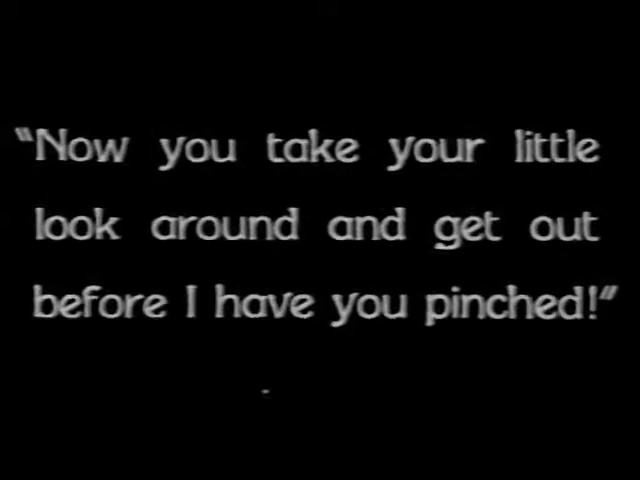 “Now you take your little
look around and get out
before I have you pinched!”